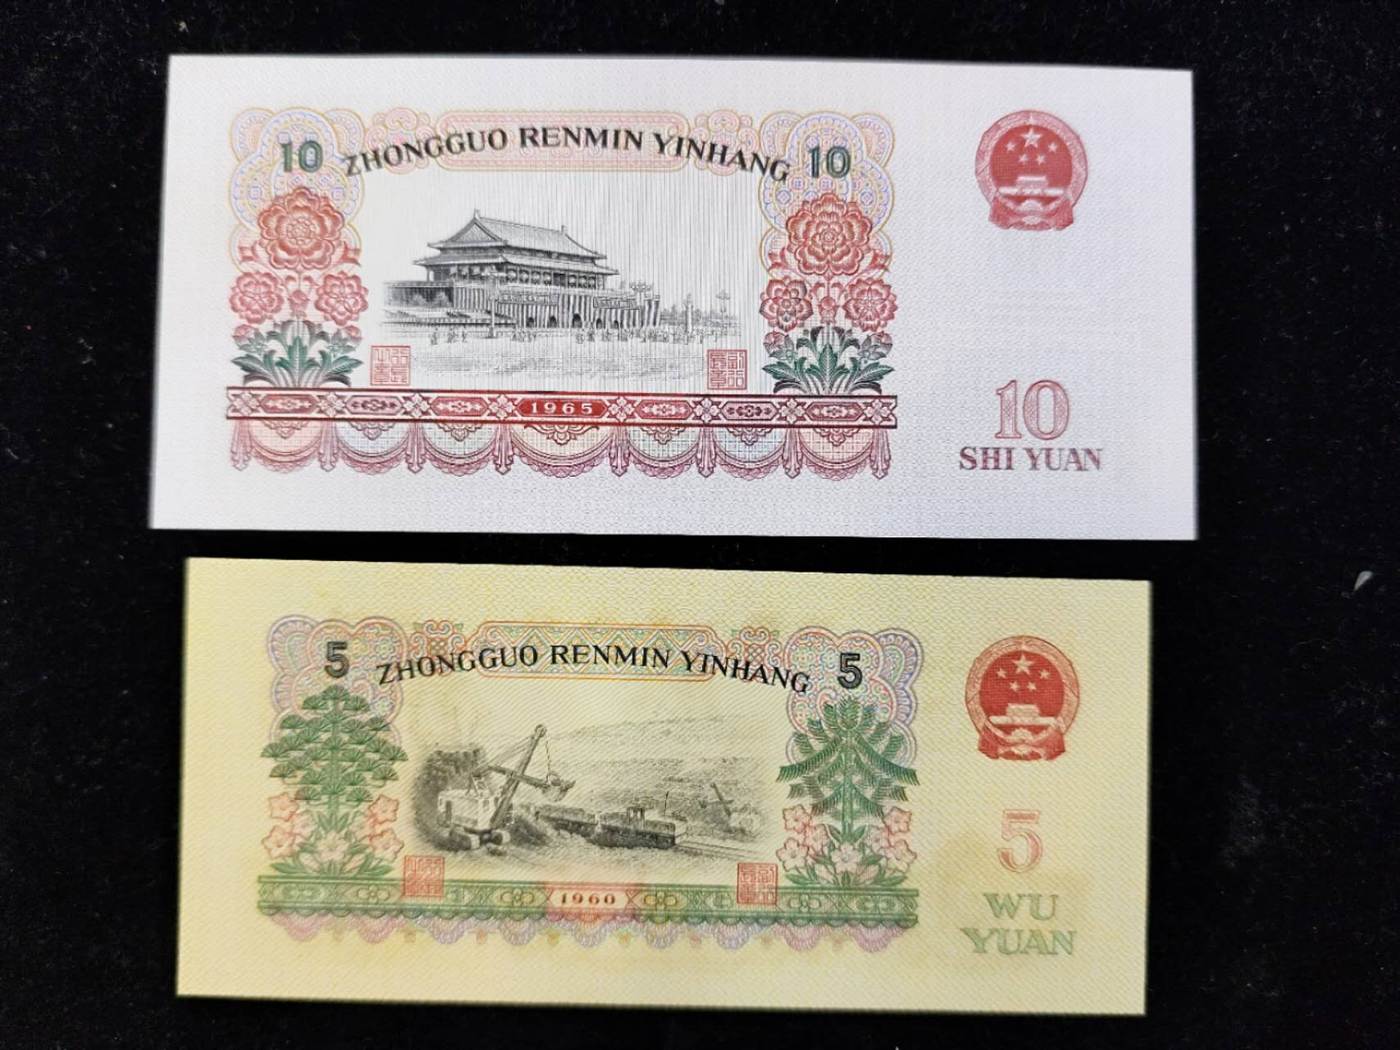 10 ZHONGGUO RENMIN YINHANG 10
1965
10
SHI YUAN
5 ZHONGGUO RENMIN YINHANG 5
1960
5
WU
YUAN